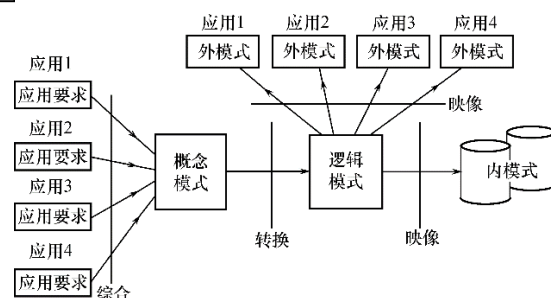 应用1 应用2 应用3 应用4
外模式 外模式 外模式 外模式
映像
应用1
应用要求
应用2
应用要求
应用3
应用要求
应用4
应用要求
综合
概念
模式
转换
逻辑
模式
映像
内模式